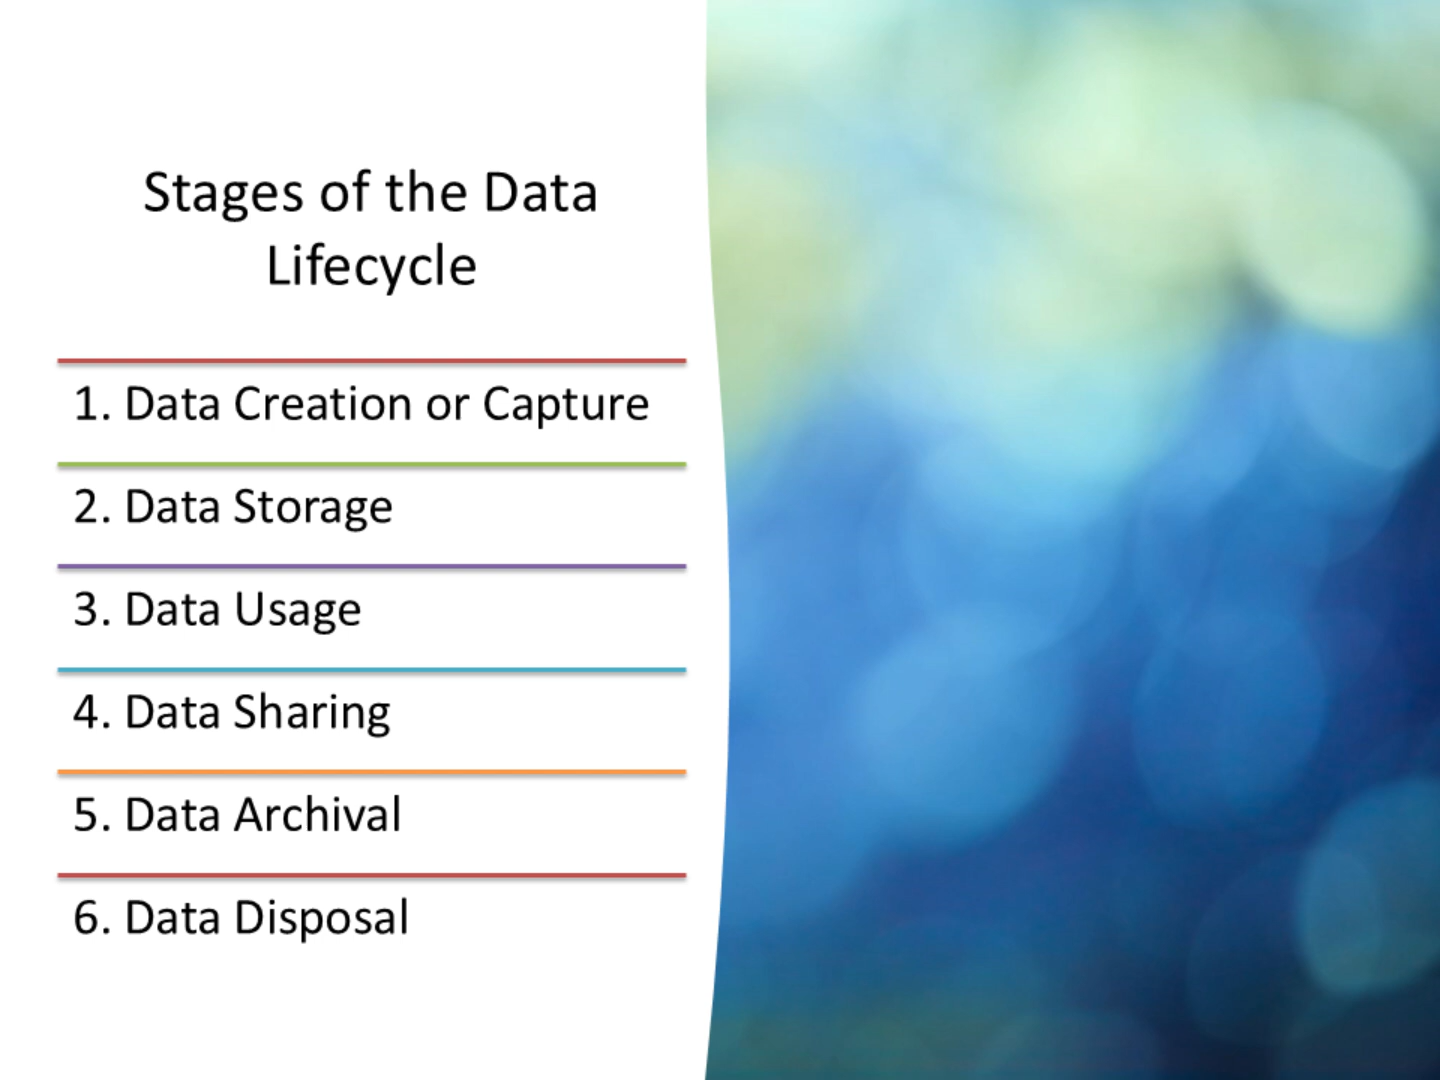 Stages of the Data
Lifecycle
1. Data Creation or Capture
2. Data Storage
3. Data Usage
4. Data Sharing
5. Data Archival
6. Data Disposal